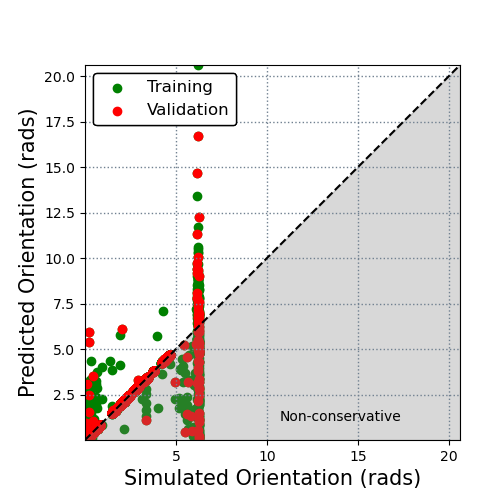 20.0
17.5
15.0
12.5
10.0
7.5
5.0
2.5
Predicted Orientation (rads)
Training
Validation
Non-conservative
5
10
15
20
Simulated Orientation (rads)